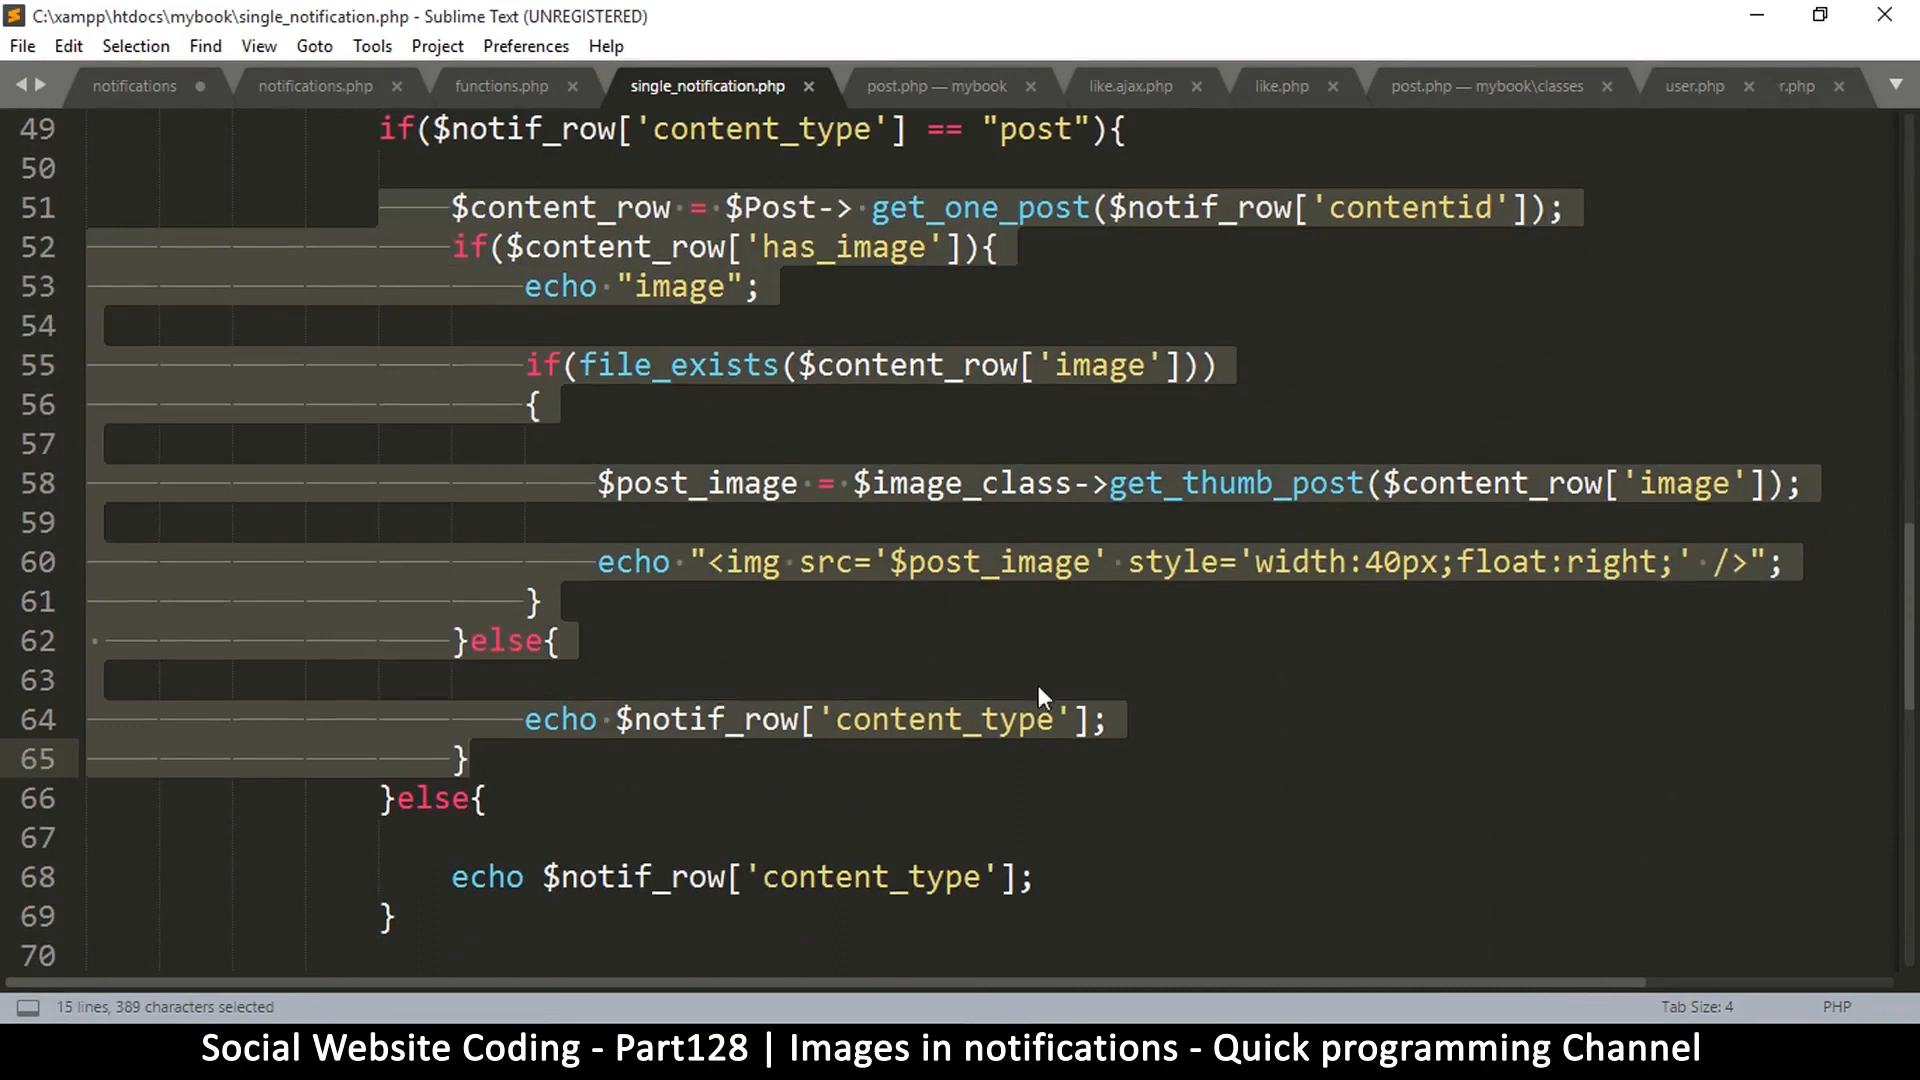 C:\xampp\htdocs\mybook\single_notification.php - Sublime Text (UNREGISTERED)
File Edit Selection Find View Goto Tools Project Preferences Help
notifications notifications.php functions.php single_notification.php post.php — mybook like.ajax.php like.php post.php — mybook\classes user.php r.php
49 if($notif_row['content_type'] == "post"){
50
51 $content_row = $Post-> get_one_post($notif_row['contentid']);
52 if($content_row['has_image']){
53 echo "image";
54
55 if(file_exists($content_row['image']))
56 {
57
58 $post_image = $image_class->get_thumb_post($content_row['image']);
59
60 echo "<img src='$post_image' style='width:40px;float:right;' />";
61 }
62 }else{
63
64 echo $notif_row['content_type'];
65 }
66 }else{
67
68 echo $notif_row['content_type'];
69 }
70
15 lines, 389 characters selected Tab Size: 4 PHP
Social Website Coding - Part128 | Images in notifications - Quick programming Channel